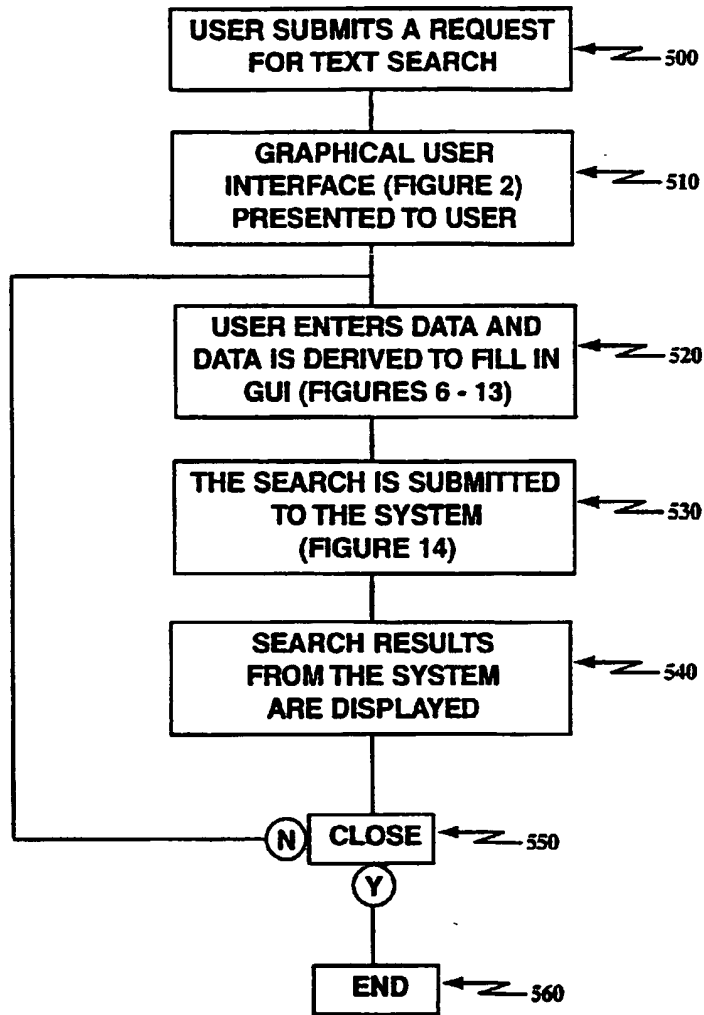 USER SUBMITS A REQUEST
FOR TEXT SEARCH
500
GRAPHICAL USER
INTERFACE (FIGURE 2)
PRESENTED TO USER
510
USER ENTERS DATA AND
DATA IS DERIVED TO FILL IN
GUI (FIGURES 6 - 13)
520
THE SEARCH IS SUBMITTED
TO THE SYSTEM
(FIGURE 14)
530
SEARCH RESULTS
FROM THE SYSTEM
ARE DISPLAYED
540
N
CLOSE
550
Y
END
560